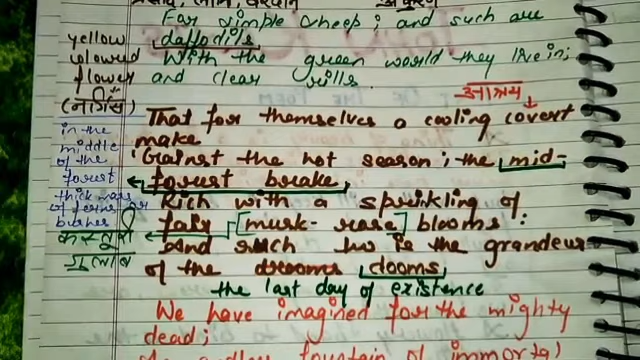 For simple sheep; and such are
yellow daffodils
colowred With the green world they live in;
flower and clear rills
(नर्गिस)
That for themselves a cooling covert
in the make
middle 'Gainst the hot season; the mid-
of the
forest forest brake,
thick mass Rich with a sprinkling of
of ferns or
bushes fair musk-rose blooms:
कस्तूरी And such too is the grandeur
गुलाब of the dooms
the last day of existence
We have imagined for the mighty
dead;
fountain of immortal